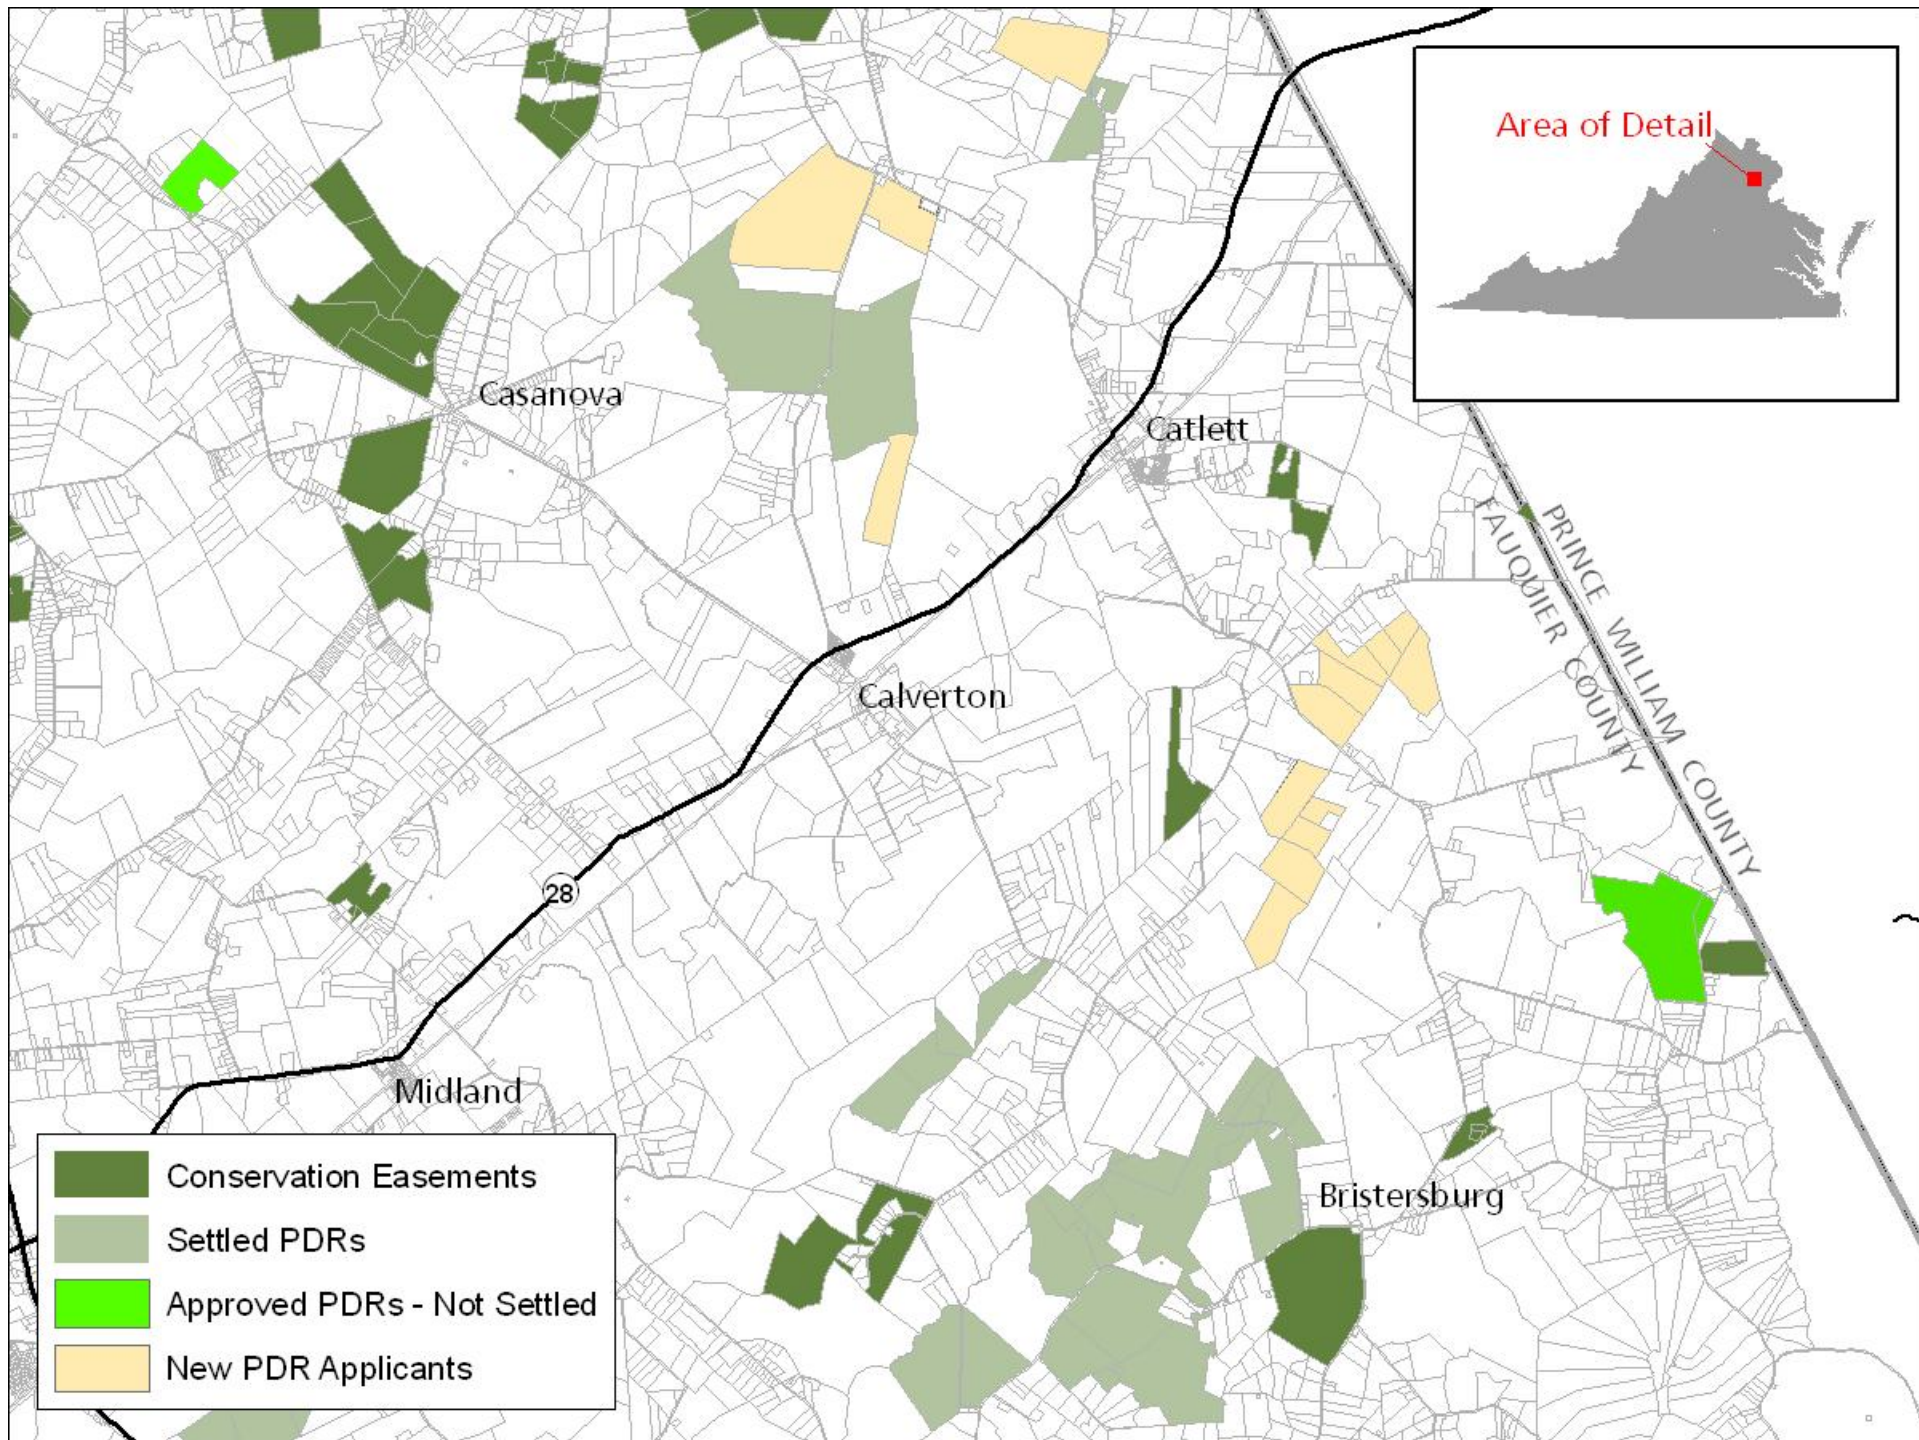 Area of Detail
Casanova
Catlett
PRINCE WILLIAM COUNTY
FAUQUIER COUNTY
Calverton
28
Midland
Bristersburg
Conservation Easements
Settled PDRs
Approved PDRs - Not Settled
New PDR Applicants